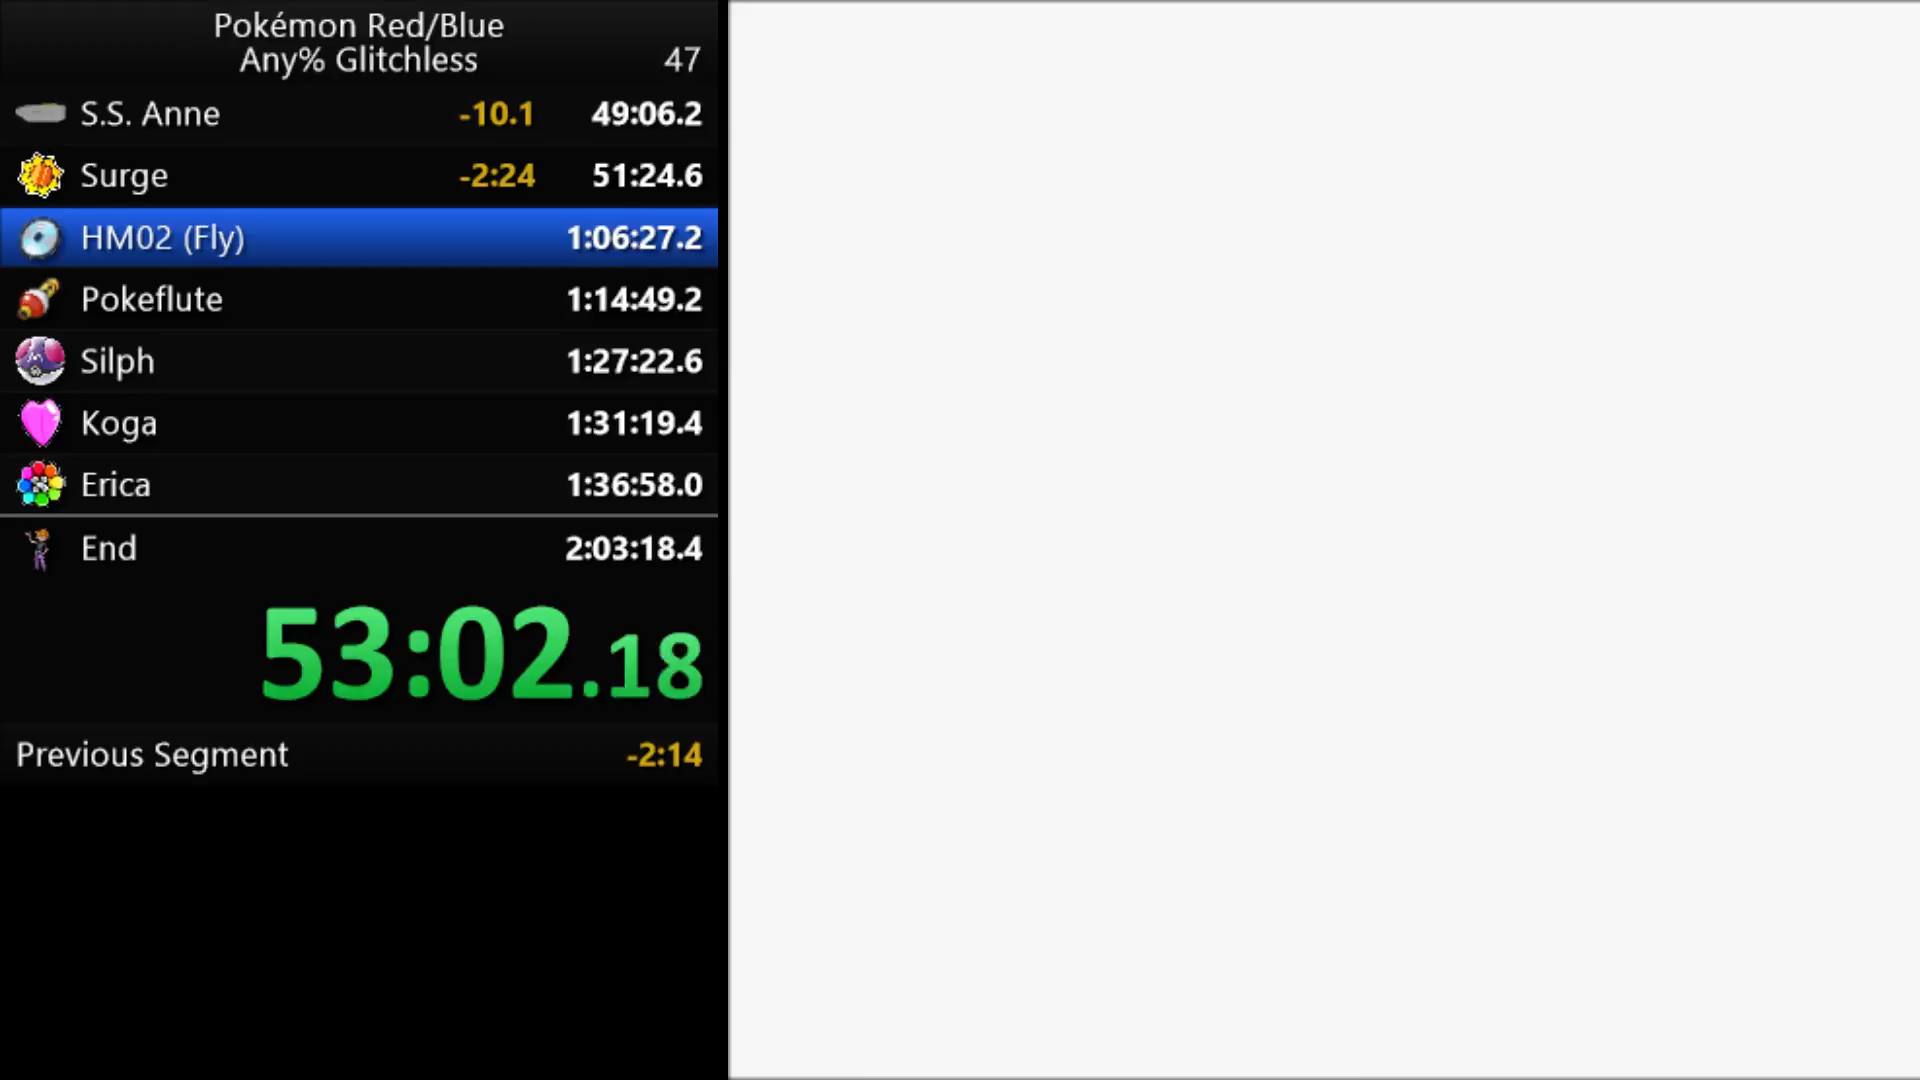 Pokémon Red/Blue
Any% Glitchless 47
S.S. Anne -10.1 49:06.2
Surge -2:24 51:24.6
HM02 (Fly) 1:06:27.2
Pokeflute 1:14:49.2
Silph 1:27:22.6
Koga 1:31:19.4
Erica 1:36:58.0
End 2:03:18.4
53:02.18
Previous Segment -2:14